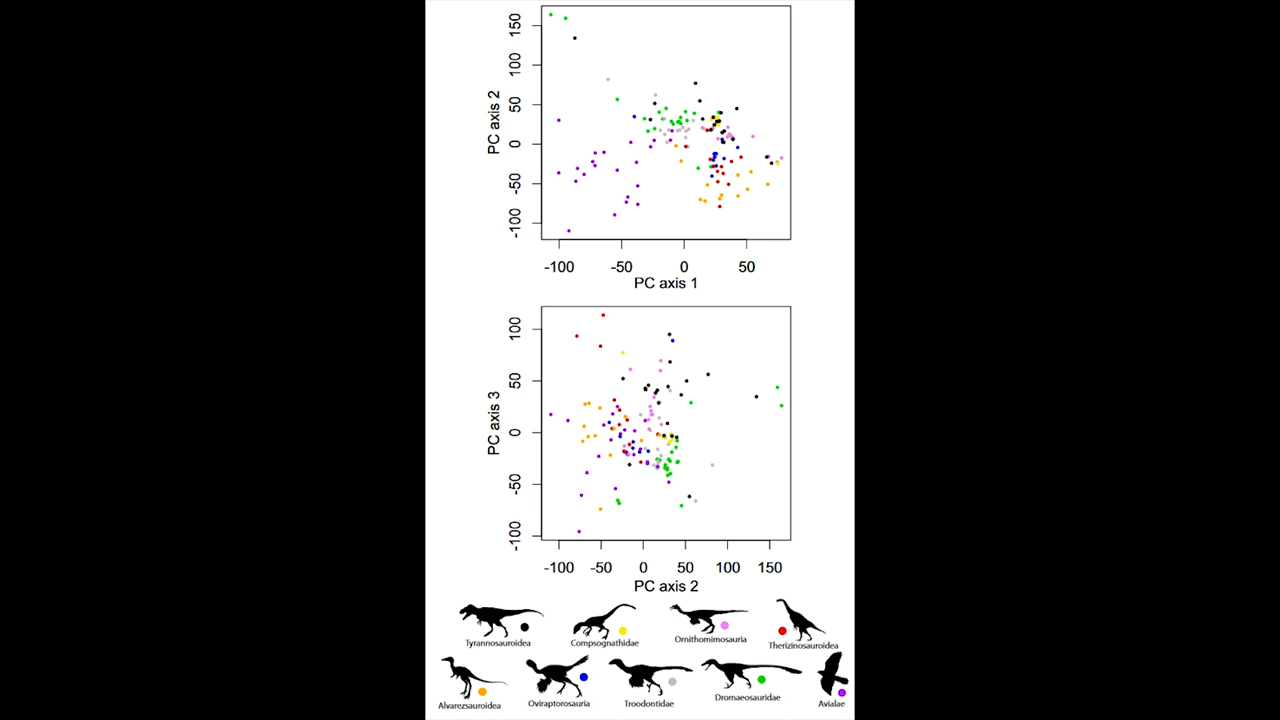 150
100
50
0
-50
-100
PC axis 2
-100 -50 0 50
PC axis 1
100
50
0
-50
-100
PC axis 3
-100 -50 0 50 100 150
PC axis 2
Tyrannosauroidea Compsognathidae Ornithomimosauria Therizinosauroidea
Alvarezsauroidea Oviraptorosauria Troodontidae Dromaeosauridae Avialae